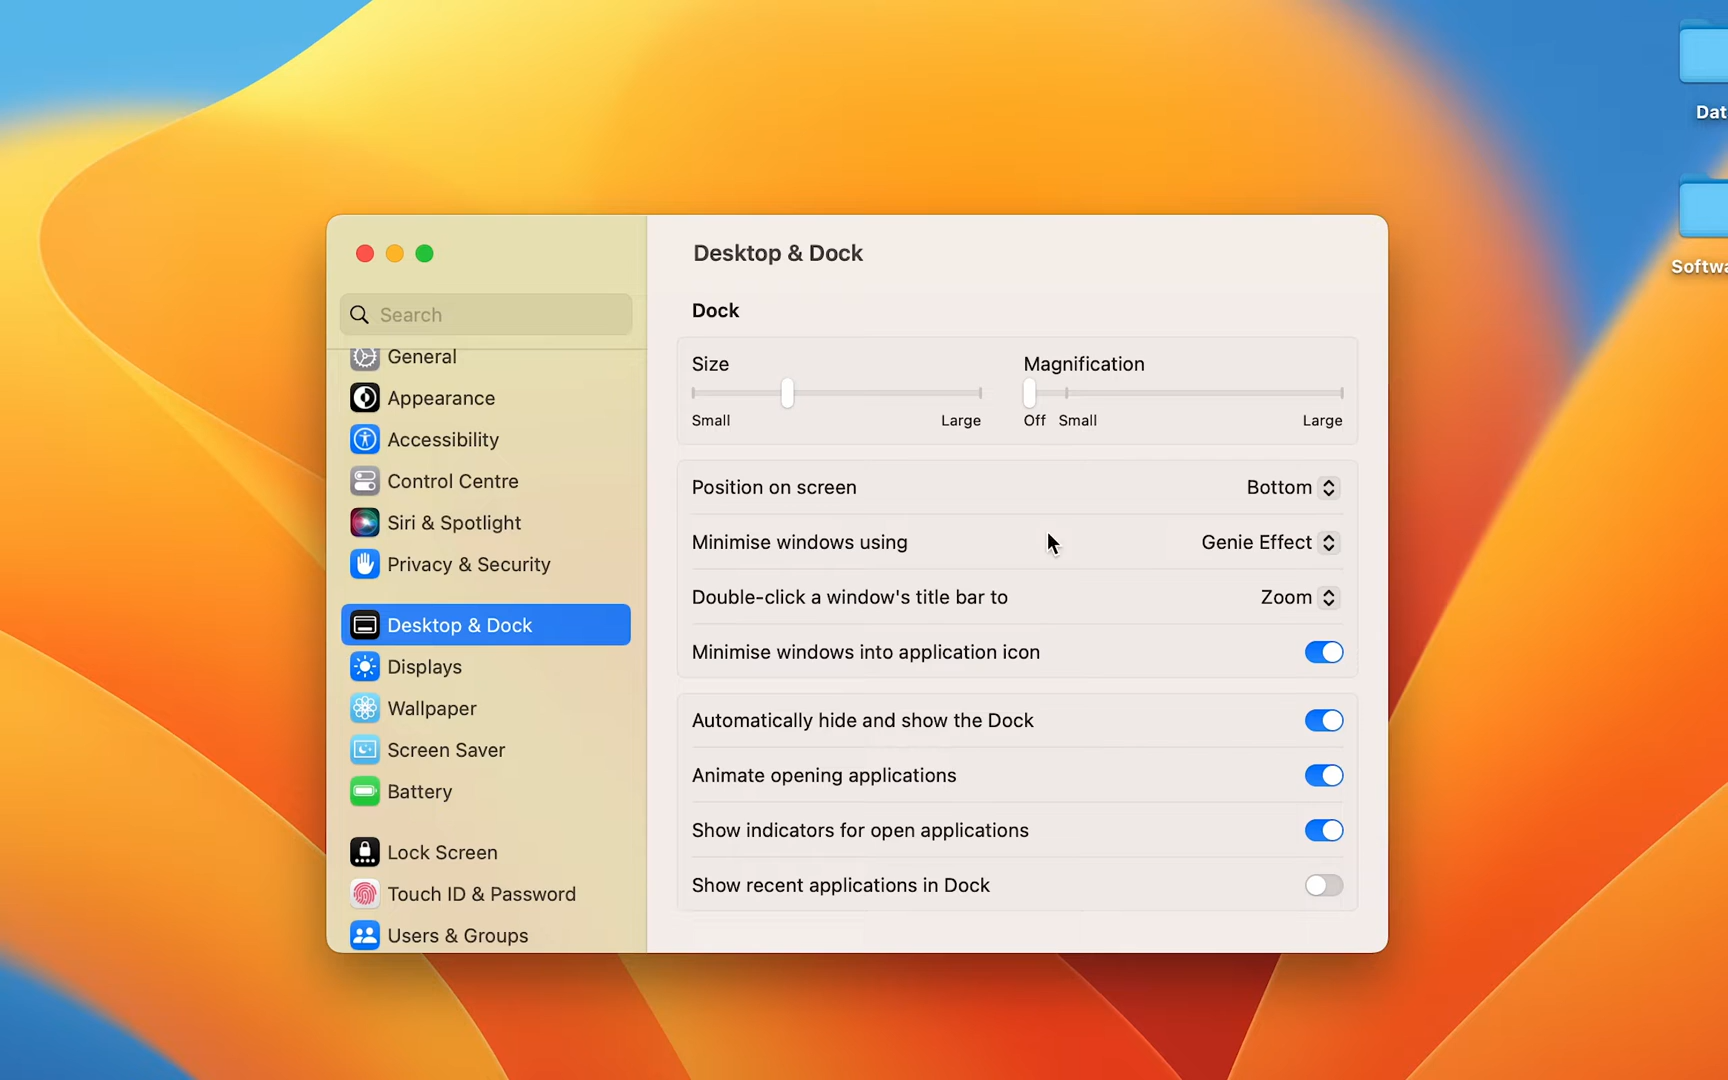 Desktop & Dock
Search
General
Appearance
Accessibility
Control Centre
Siri & Spotlight
Privacy & Security
Desktop & Dock
Displays
Wallpaper
Screen Saver
Battery
Lock Screen
Touch ID & Password
Users & Groups
Dock
Size
Small Large
Magnification
Off Small Large
Position on screen Bottom
Minimise windows using Genie Effect
Double-click a window's title bar to Zoom
Minimise windows into application icon
Automatically hide and show the Dock
Animate opening applications
Show indicators for open applications
Show recent applications in Dock
Dat
Softwa